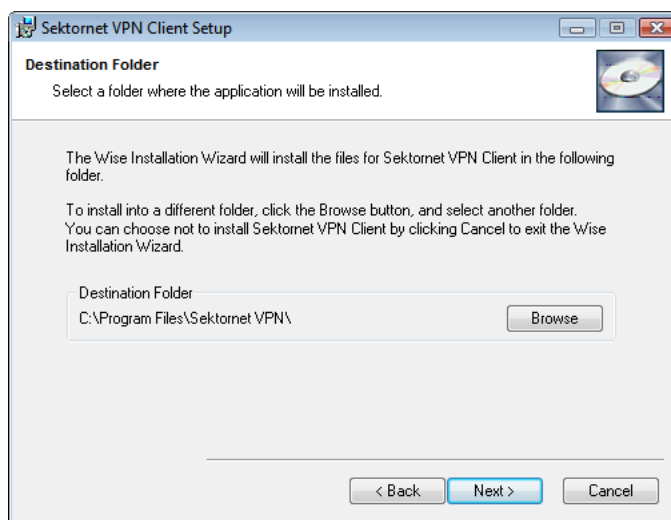 Sektornet VPN Client Setup
Destination Folder
Select a folder where the application will be installed.
The Wise Installation Wizard will install the files for Sektornet VPN Client in the following
folder.
To install into a different folder, click the Browse button, and select another folder.
You can choose not to install Sektornet VPN Client by clicking Cancel to exit the Wise
Installation Wizard.
Destination Folder
C:\Program Files\Sektornet VPN\
Browse
< Back
Next >
Cancel